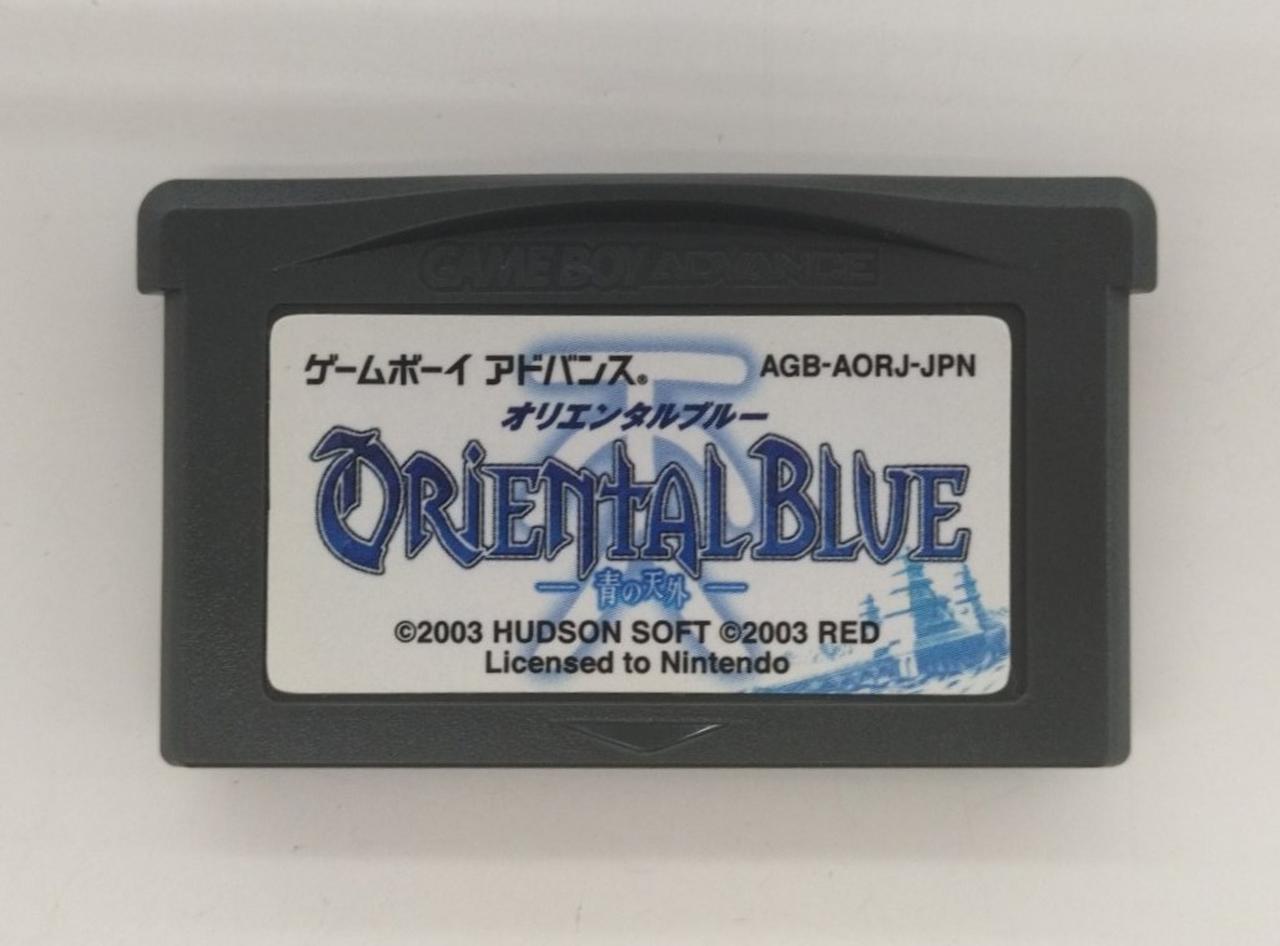 GAME BOY ADVANCE
ゲームボーイ アドバンス® AGB-AORJ-JPN
オリエンタルブルー
ORIENTAL BLUE
— 青の天外 —
©2003 HUDSON SOFT ©2003 RED
Licensed to Nintendo